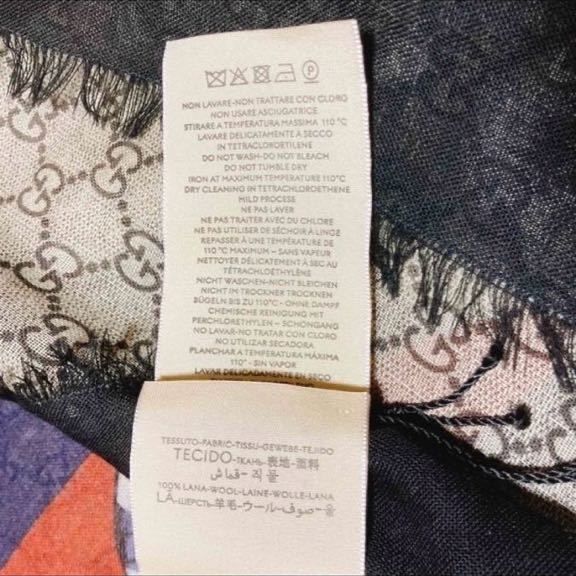 P
NON LAVARE-NON TRATTARE CON CLORO
NON USARE ASCIUGATRICE
STIRARE A TEMPERATURA MASSIMA 110 °C
LAVARE DELICATAMENTE A SECCO
IN TETRACLOROETILENE
DO NOT WASH-DO NOT BLEACH
DO NOT TUMBLE DRY
IRON AT MAXIMUM TEMPERATURE 110°C
DRY CLEANING IN TETRACHLOROETHENE
MILD PROCESS
NE PAS LAVER
NE PAS TRAITER AVEC DU CHLORE
NE PAS UTILISER DE SÉCHOIR À LINGE
REPASSER À UNE TEMPÉRATURE DE
110 °C MAXIMUM – SANS VAPEUR
NETTOYER DÉLICATEMENT À SEC AU
TÉTRACHLOÉTHYLÈNE
NICHT WASCHEN-NICHT BLEICHEN
IM NICHT TROCKNER TROCKNEN
BÜGELN BIS ZU 110°C - OHNE DAMPF
CHEMISCHE REINIGUNG MIT
PERCHLORETHYLEN – SCHONGANG
NO LAVAR-NO TRATAR CON CLORO
NO UTILIZAR SECADORA
PLANCHAR A TEMPERATURA MÁXIMA
110° - SIN VAPOR
LAVAR DELICADAMENTE EN SECO
TESSUTO-FABRIC-TISSU-GEWEBE-TEJIDO
TECIDO-ТКАНЬ-表地-面料
직물-قماش
100% LANA-WOOL-LAINE-WOLLE-LANA
LÃ-ШЕРСТЬ-羊毛-ウール-울-صوف